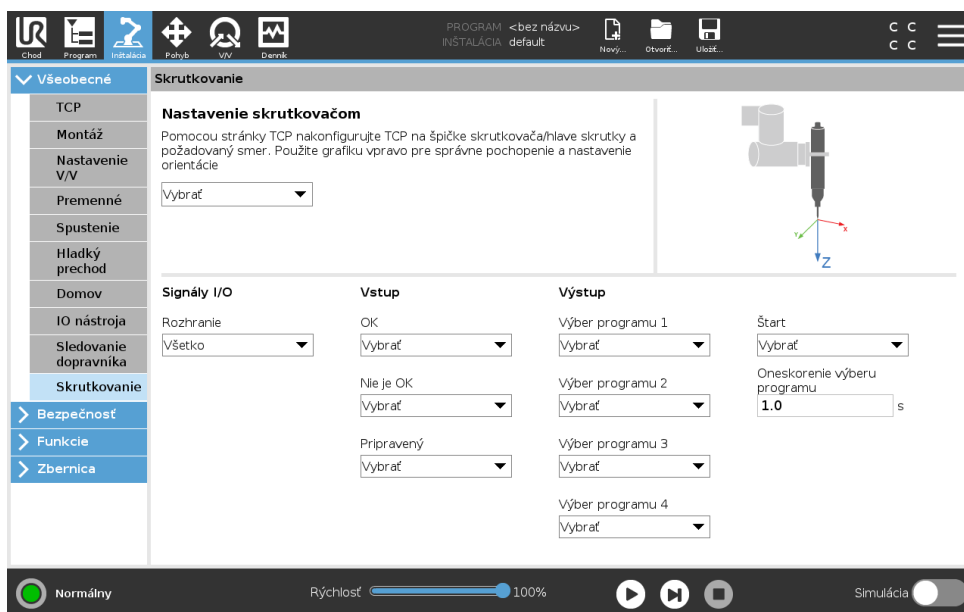 PROGRAM <bez názvu>
INŠTALÁCIA default
Chod
Program
Inštalácia
Pohyb
V/V
Denník
Nový...
Otvoriť...
Uložiť...
C C
C C
Všeobecné
TCP
Montáž
Nastavenie
V/V
Premenné
Spustenie
Hladký
prechod
Domov
IO nástroja
Sledovanie
dopravníka
Skrutkovanie
Bezpečnosť
Funkcie
Zbernica
Skrutkovanie
Nastavenie skrutkovačom
Pomocou stránky TCP nakonfigurujte TCP na špičke skrutkovača/hlave skrutky a
požadovaný smer. Použite grafiku vpravo pre správne pochopenie a nastavenie
orientácie
Vybrať
Y
X
Z
Signály I/O
Rozhranie
Všetko
Vstup
OK
Vybrať
Nie je OK
Vybrať
Pripravený
Vybrať
Výstup
Výber programu 1
Vybrať
Výber programu 2
Vybrať
Výber programu 3
Vybrať
Výber programu 4
Vybrať
Štart
Vybrať
Oneskorenie výberu
programu
1.0 s
Normálny
Rýchlosť 100%
Simulácia